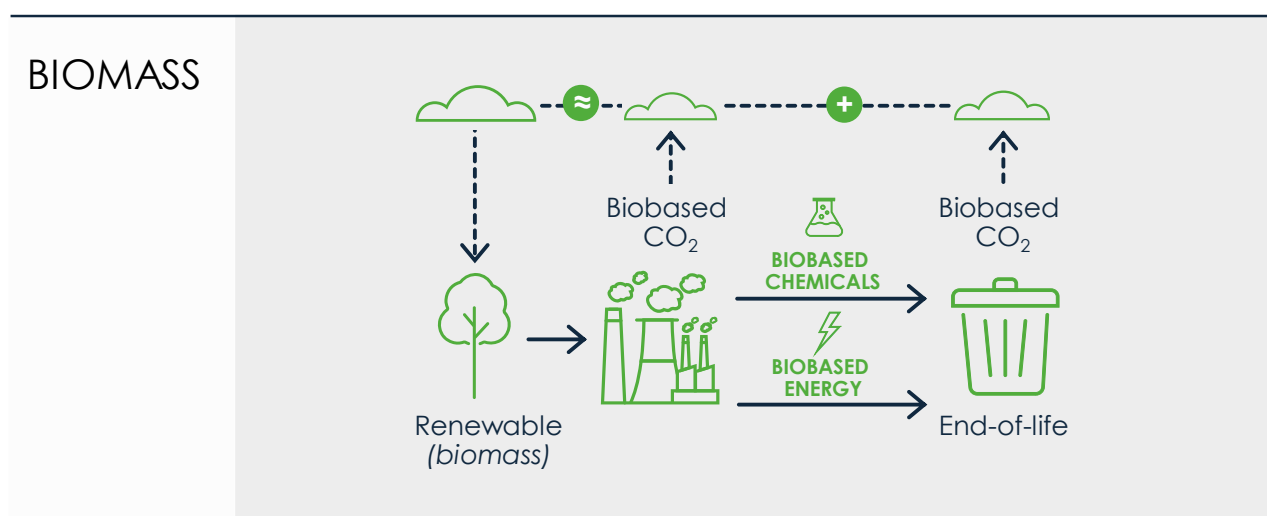 BIOMASS
≈
+
Biobased
CO₂
Biobased
CO₂
BIOBASED
CHEMICALS
BIOBASED
ENERGY
Renewable
(biomass)
End-of-life